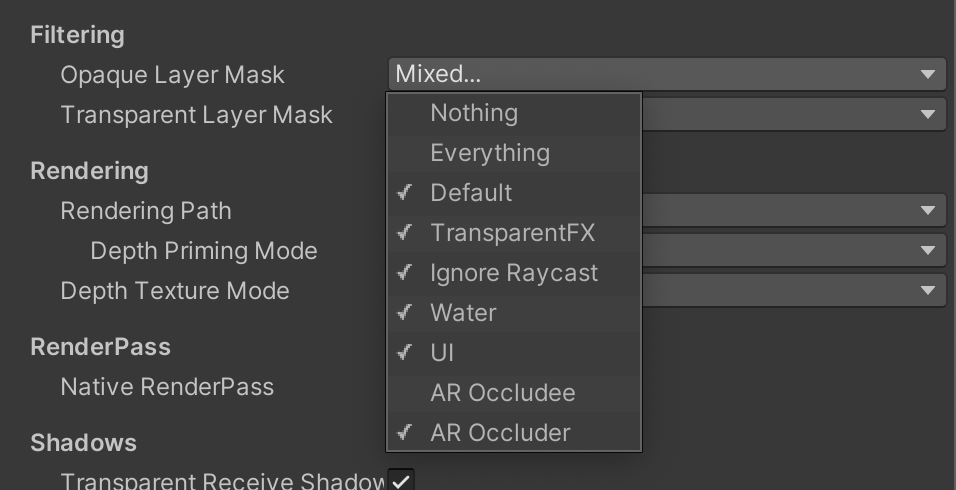 Filtering
Opaque Layer Mask Mixed...
Transparent Layer Mask
Nothing
Everything
Rendering
Default
Rendering Path
TransparentFX
Depth Priming Mode
Ignore Raycast
Depth Texture Mode
Water
RenderPass
UI
Native RenderPass
AR Occludee
Shadows
AR Occluder
Transparent Receive Shadow